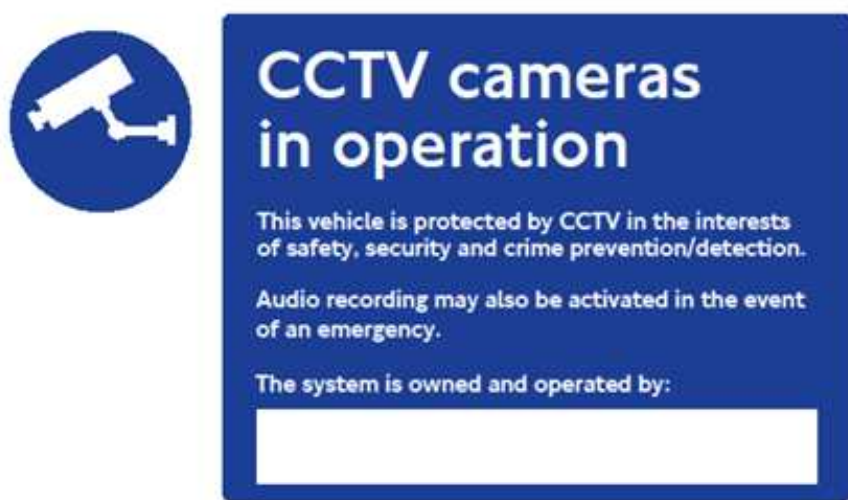 CCTV cameras
in operation
This vehicle is protected by CCTV in the interests
of safety, security and crime prevention/detection.
Audio recording may also be activated in the event
of an emergency.
The system is owned and operated by: